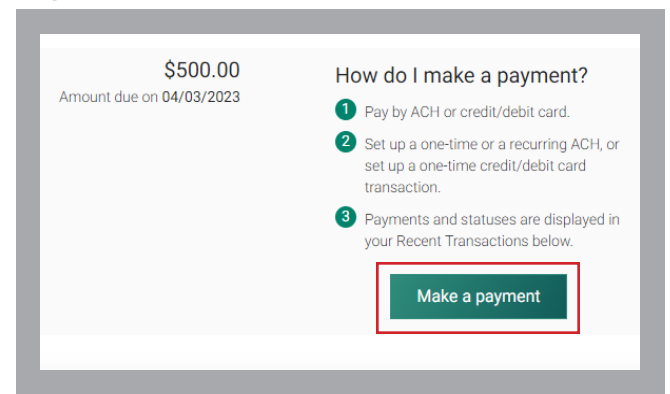 $500.00
Amount due on 04/03/2023
How do I make a payment?
1 Pay by ACH or credit/debit card.
2 Set up a one-time or a recurring ACH, or
set up a one-time credit/debit card
transaction.
3 Payments and statuses are displayed in
your Recent Transactions below.
Make a payment